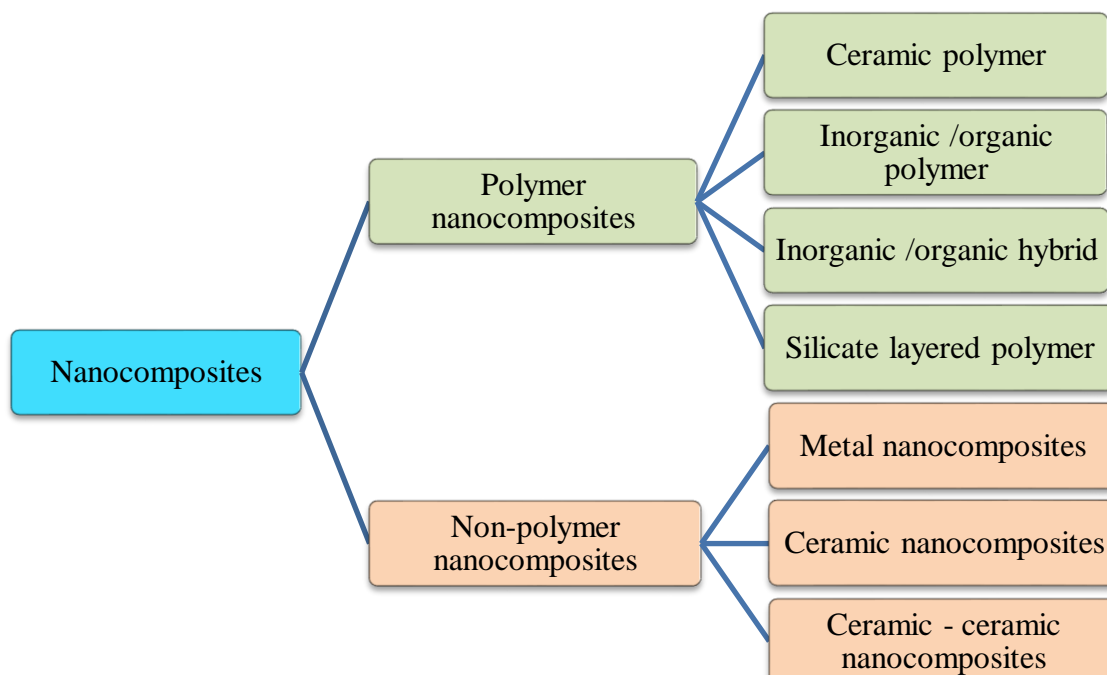 Nanocomposites
Polymer
nanocomposites
Ceramic polymer
Inorganic /organic
polymer
Inorganic /organic hybrid
Silicate layered polymer
Non-polymer
nanocomposites
Metal nanocomposites
Ceramic nanocomposites
Ceramic - ceramic
nanocomposites